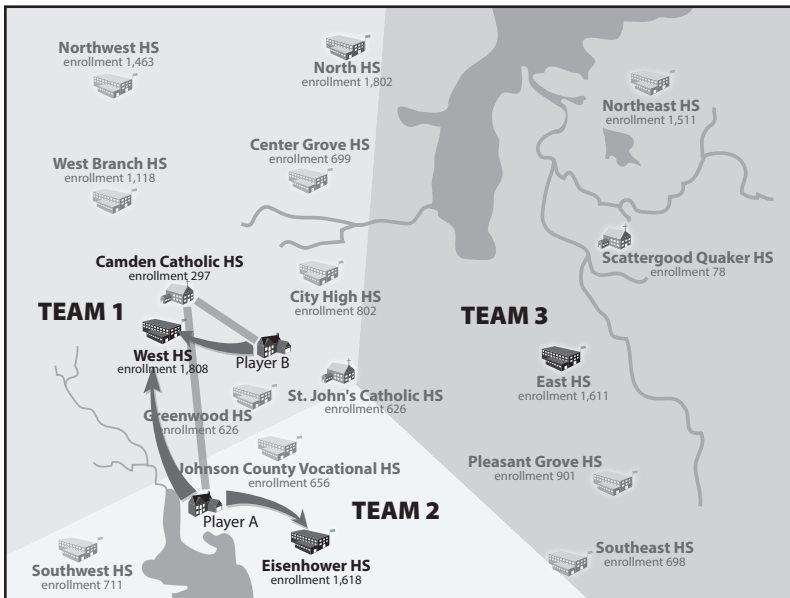 Northwest HS
enrollment 1,463
North HS
enrollment 1,802
Northeast HS
enrollment 1,511
Center Grove HS
enrollment 699
West Branch HS
enrollment 1,118
Camden Catholic HS
enrollment 297
Scattergood Quaker HS
enrollment 78
City High HS
enrollment 802
TEAM 1
TEAM 3
West HS
enrollment 1,808
Player B
East HS
enrollment 1,611
St. John's Catholic HS
enrollment 626
Greenwood HS
enrollment 626
Johnson County Vocational HS
enrollment 656
Pleasant Grove HS
enrollment 901
TEAM 2
Player A
Southwest HS
enrollment 711
Eisenhower HS
enrollment 1,618
Southeast HS
enrollment 698